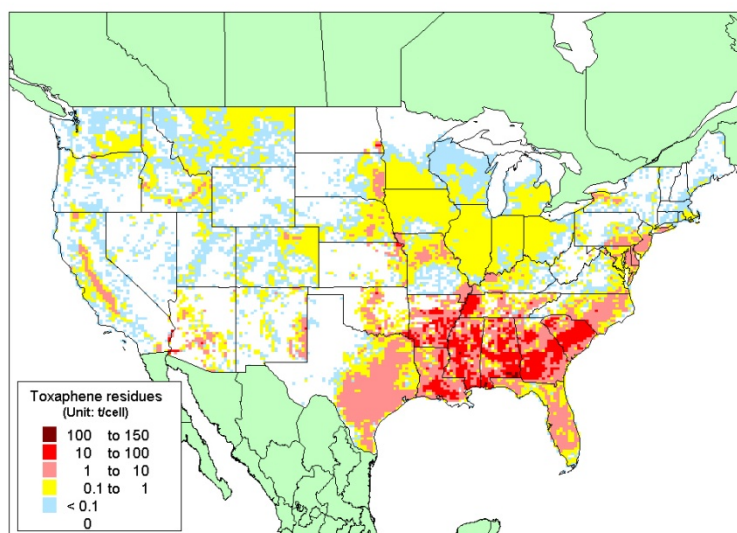 Toxaphene residues
(Unit: t/cell)
100 to 150
10 to 100
1 to 10
0.1 to 1
< 0.1
0